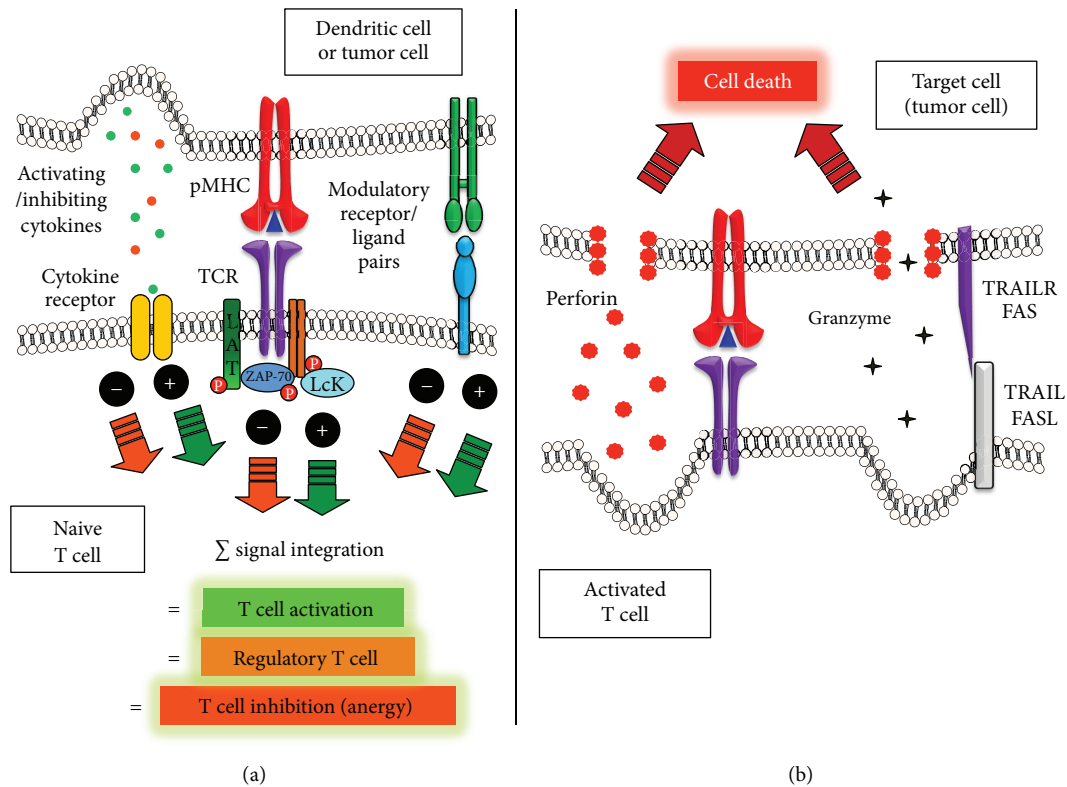 Dendritic cell
or tumor cell
Activating
/inhibiting
cytokines
pMHC
Modulatory
receptor/
ligand
pairs
Cytokine
receptor
TCR
LAT
ZAP-70
P
P
P
LcK
−
+
−
+
−
+
Naive
T cell
∑ signal integration
= T cell activation
= Regulatory T cell
= T cell inhibition (anergy)
(a)
Cell death
Target cell
(tumor cell)
Perforin
Granzyme
TRAILR
FAS
TRAIL
FASL
Activated
T cell
(b)